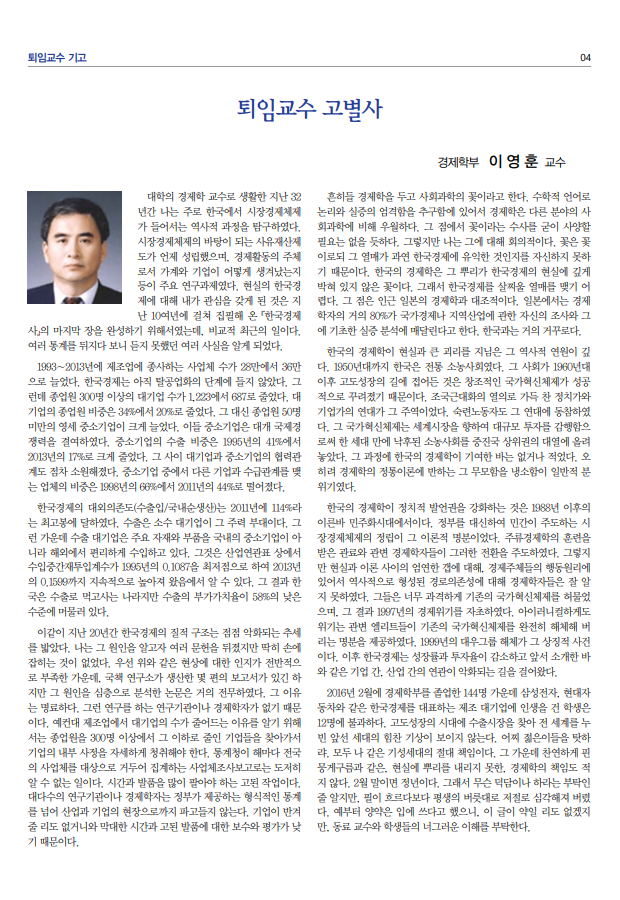 퇴임교수 기고
04
퇴임교수 고별사
경제학부 이영훈 교수
대학의 경제학 교수로 생활한 지난 32
년간 나는 주로 한국에서 시장경제체제
가 들어서는 역사적 과정을 탐구하였다.
시장경제체제의 바탕이 되는 사유재산제
도가 언제 성립했으며, 경제활동의 주체
로서 가계와 기업이 어떻게 생겨났는지
등이 주요 연구과제였다. 현실의 한국경
제에 대해 내가 관심을 갖게 된 것은 지
난 10여년에 걸쳐 집필해 온 『한국경제
사』의 마지막 장을 완성하기 위해서였는데, 비교적 최근의 일이다.
여러 통계를 뒤지다 보니 듣지 못했던 여러 사실을 알게 되었다.
1993~2013년에 제조업에 종사하는 사업체 수가 28만에서 36만
으로 늘었다. 한국경제는 아직 탈공업화의 단계에 들지 않았다. 그
런데 종업원 300명 이상의 대기업 수가 1,223에서 687로 줄었다. 대
기업의 종업원 비중은 34%에서 20%로 줄었다. 그 대신 종업원 50명
미만의 영세 중소기업이 크게 늘었다. 이들 중소기업은 대개 국제경
쟁력을 결여하였다. 중소기업의 수출 비중은 1995년의 41%에서
2013년의 17%로 크게 줄었다. 그 사이 대기업과 중소기업의 협력관
계도 점차 소원해졌다. 중소기업 중에서 다른 기업과 수급관계를 맺
는 업체의 비중은 1998년의 66%에서 2011년의 44%로 떨어졌다.
한국경제의 대외의존도(수출입/국내순생산)는 2011년에 114%라
는 최고봉에 달하였다. 수출은 소수 대기업이 그 주력 부대이다. 그
런 가운데 수출 대기업은 주요 자재와 부품을 국내의 중소기업이 아
니라 해외에서 편리하게 수입하고 있다. 그것은 산업연관표 상에서
수입중간재투입계수가 1995년의 0.1087을 최저점으로 하여 2013년
의 0.1599까지 지속적으로 높아져 왔음에서 알 수 있다. 그 결과 한
국은 수출로 먹고사는 나라지만 수출의 부가가치율이 58%의 낮은
수준에 머물러 있다.
이같이 지난 20년간 한국경제의 질적 구조는 점점 악화되는 추세
를 밟았다. 나는 그 원인을 알고자 여러 문헌을 뒤졌지만 딱히 손에
잡히는 것이 없었다. 우선 위와 같은 현상에 대한 인지가 전반적으
로 부족한 가운데, 국책 연구소가 생산한 몇 편의 보고서가 있긴 하
지만 그 원인을 심층으로 분석한 논문은 거의 전무하였다. 그 이유
는 명료하다. 그런 연구를 하는 연구기관이나 경제학자가 없기 때문
이다. 예컨대 제조업에서 대기업의 수가 줄어드는 이유를 알기 위해
서는 종업원을 300명 이상에서 그 이하로 줄인 기업들을 찾아가서
기업의 내부 사정을 자세하게 청취해야 한다. 통계청이 해마다 전국
의 사업체를 대상으로 거두어 집계하는 사업체조사보고로는 도저히
알 수 없는 일이다. 시간과 발품을 많이 팔아야 하는 고된 작업이다.
대다수의 연구기관이나 경제학자는 정부가 제공하는 형식적인 통계
를 넘어 산업과 기업의 현장으로까지 파고들지 않는다. 기업이 반겨
줄 리도 없거니와 막대한 시간과 고된 발품에 대한 보수와 평가가 낮
기 때문이다.
흔히들 경제학을 두고 사회과학의 꽃이라고 한다. 수학적 언어로
논리와 실증의 엄격함을 추구함에 있어서 경제학은 다른 분야의 사
회과학에 비해 우월하다. 그 점에서 꽃이라는 수사를 굳이 사양할
필요는 없을 듯하다. 그렇지만 나는 그에 대해 회의적이다. 꽃은 꽃
이로되 그 열매가 과연 한국경제에 유익한 것인지를 자신하지 못하
기 때문이다. 한국의 경제학은 그 뿌리가 한국경제의 현실에 깊게
박혀 있지 않은 꽃이다. 그래서 한국경제를 살찌울 열매를 맺기 어
렵다. 그 점은 인근 일본의 경제학과 대조적이다. 일본에서는 경제
학자의 거의 80%가 국가경제나 지역산업에 관한 자신의 조사와 그
에 기초한 실증 분석에 매달린다고 한다. 한국과는 거의 거꾸로다.
한국의 경제학이 현실과 큰 괴리를 지님은 그 역사적 연원이 깊
다. 1950년대까지 한국은 전통 소농사회였다. 그 사회가 1960년대
이후 고도성장의 길에 접어든 것은 창조적인 국가혁신체제가 성공
적으로 꾸려졌기 때문이다. 조국근대화의 열의로 가득 찬 정치가와
기업가의 연대가 그 주역이었다. 숙련노동자도 그 연대에 동참하였
다. 그 국가혁신체제는 세계시장을 향하여 대규모 투자를 감행함으
로써 한 세대 만에 낙후된 소농사회를 중진국 상위권의 대열에 올려
놓았다. 그 과정에 한국의 경제학이 기여한 바는 없거나 적었다. 오
히려 경제학의 정통이론에 반하는 그 무모함을 냉소함이 일반적 분
위기였다.
한국의 경제학이 정치적 발언권을 강화하는 것은 1988년 이후의
이른바 민주화시대에서이다. 정부를 대신하여 민간이 주도하는 시
장경제체제의 정립이 그 이론적 명분이었다. 주류경제학의 훈련을
받은 관료와 관변 경제학자들이 그러한 전환을 주도하였다. 그렇지
만 현실과 이론 사이의 엄연한 갭에 대해, 경제주체들의 행동원리에
있어서 역사적으로 형성된 경로의존성에 대해 경제학자들은 잘 알
지 못하였다. 그들은 너무 과격하게 기존의 국가혁신체제를 허물었
으며, 그 결과 1997년의 경제위기를 자초하였다. 아이러니컬하게도
위기는 관변 엘리트들이 기존의 국가혁신체제를 완전히 해체해 버
리는 명분을 제공하였다. 1999년의 대우그룹 해체가 그 상징적 사건
이다. 이후 한국경제는 성장률과 투자율이 감소하고 앞서 소개한 바
와 같은 기업 간, 산업 간의 연관이 악화되는 길을 걸어왔다.
2016년 2월에 경제학부를 졸업한 144명 가운데 삼성전자, 현대자
동차와 같은 한국경제를 대표하는 제조 대기업에 인생을 건 학생은
12명에 불과하다. 고도성장의 시대에 수출시장을 찾아 전 세계를 누
빈 앞선 세대의 힘찬 기상이 보이지 않는다. 어찌 젊은이들을 탓하
랴. 모두 나 같은 기성세대의 절대 책임이다. 그 가운데 찬연하게 핀
뭉게구름과 같은, 현실에 뿌리를 내리지 못한, 경제학의 책임도 적
지 않다. 2월 말이면 정년이다. 그래서 무슨 덕담이나 하라는 부탁인
줄 알지만, 필이 흐르다보다 평생의 버릇대로 저절로 심각해져 버렸
다. 예부터 양약은 입에 쓰다고 했으니, 이 글이 약일 리도 없겠지
만, 동료 교수와 학생들의 너그러운 이해를 부탁한다.